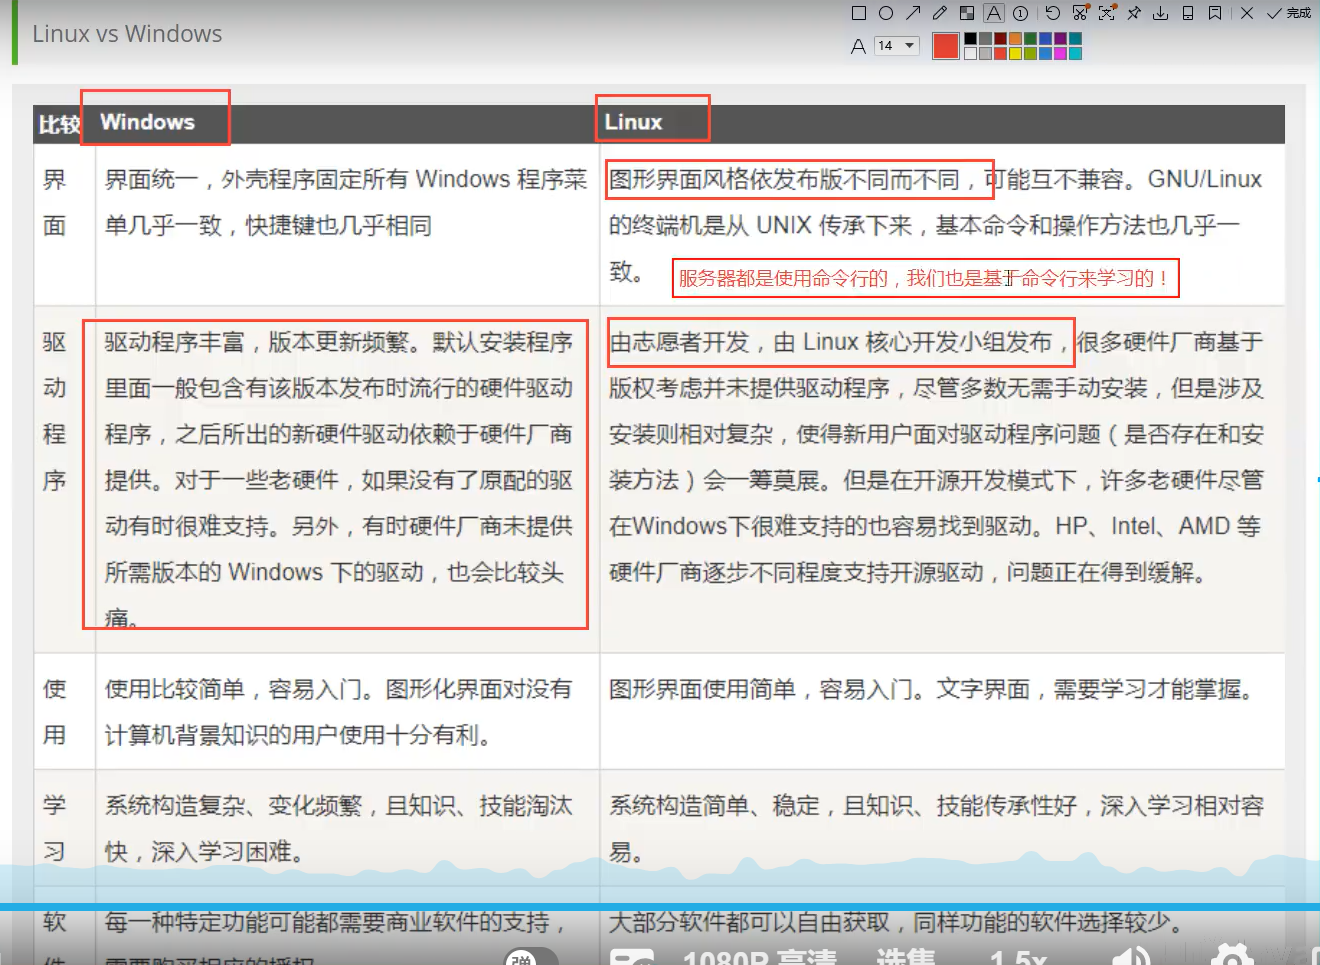 Linux vs Windows
完成
A 14
比较 Windows Linux
界面
界面统一，外壳程序固定所有 Windows 程序菜
单几乎一致，快捷键也几乎相同
图形界面风格依发布版不同而不同，可能互不兼容。GNU/Linux
的终端机是从 UNIX 传承下来，基本命令和操作方法也几乎一
致。
服务器都是使用命令行的，我们也是基于命令行来学习的！
驱动程序
驱动程序丰富，版本更新频繁。默认安装程序
里面一般包含有该版本发布时流行的硬件驱动
程序，之后所出的新硬件驱动依赖于硬件厂商
提供。对于一些老硬件，如果没有了原配的驱
动有时很难支持。另外，有时硬件厂商未提供
所需版本的 Windows 下的驱动，也会比较头
痛。
由志愿者开发，由 Linux 核心开发小组发布，很多硬件厂商基于
版权考虑并未提供驱动程序，尽管多数无需手动安装，但是涉及
安装则相对复杂，使得新用户面对驱动程序问题（是否存在和安
装方法）会一筹莫展。但是在开源开发模式下，许多老硬件尽管
在Windows下很难支持的也容易找到驱动。HP、Intel、AMD 等
硬件厂商逐步不同程度支持开源驱动，问题正在得到缓解。
使用
使用比较简单，容易入门。图形化界面对没有
计算机背景知识的用户使用十分有利。
图形界面使用简单，容易入门。文字界面，需要学习才能掌握。
学习
系统构造复杂、变化频繁，且知识、技能淘汰
快，深入学习困难。
系统构造简单、稳定，且知识、技能传承性好，深入学习相对容
易。
软件
每一种特定功能可能都需要商业软件的支持，
需要购买相应的授权
大部分软件都可以自由获取，同样功能的软件选择较少。
弹 1080P 高清 选集 1.5x